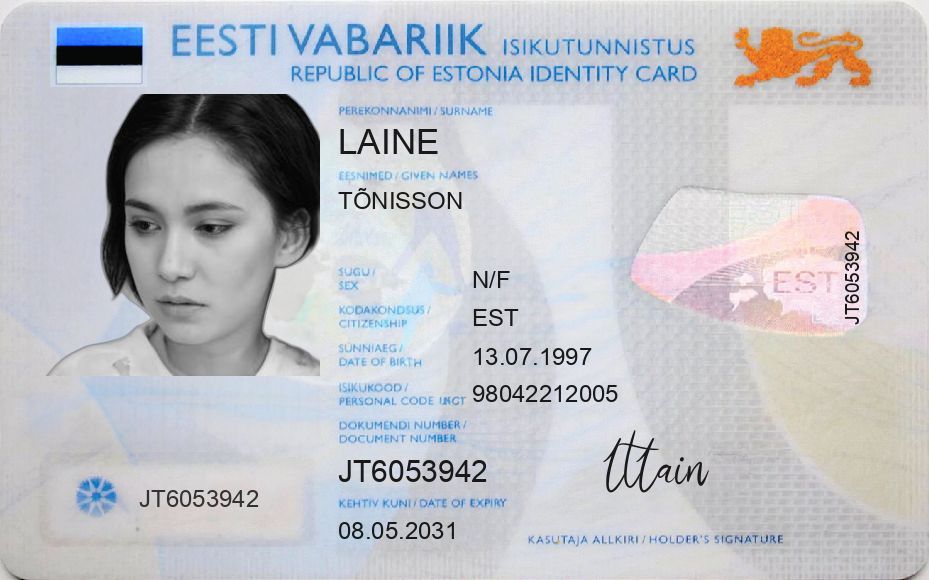 EESTI VABARIIK ISIKUTUNNISTUS
REPUBLIC OF ESTONIA IDENTITY CARD
PEREKONNANIMI / SURNAME
LAINE
EESNIMED / GIVEN NAMES
TÕNISSON
SUGU /
SEX
N/F
KODAKONDSUS /
CITIZENSHIP
EST
SÜNNIAEG /
DATE OF BIRTH
13.07.1997
ISIKUKOOD /
PERSONAL CODE
98042212005
DOKUMENDI NUMBER /
DOCUMENT NUMBER
JT6053942
KEHTIV KUNI / DATE OF EXPIRY
08.05.2031
JT6053942
EST
JT6053942
KASUTAJA ALLKIRI / HOLDER'S SIGNATURE